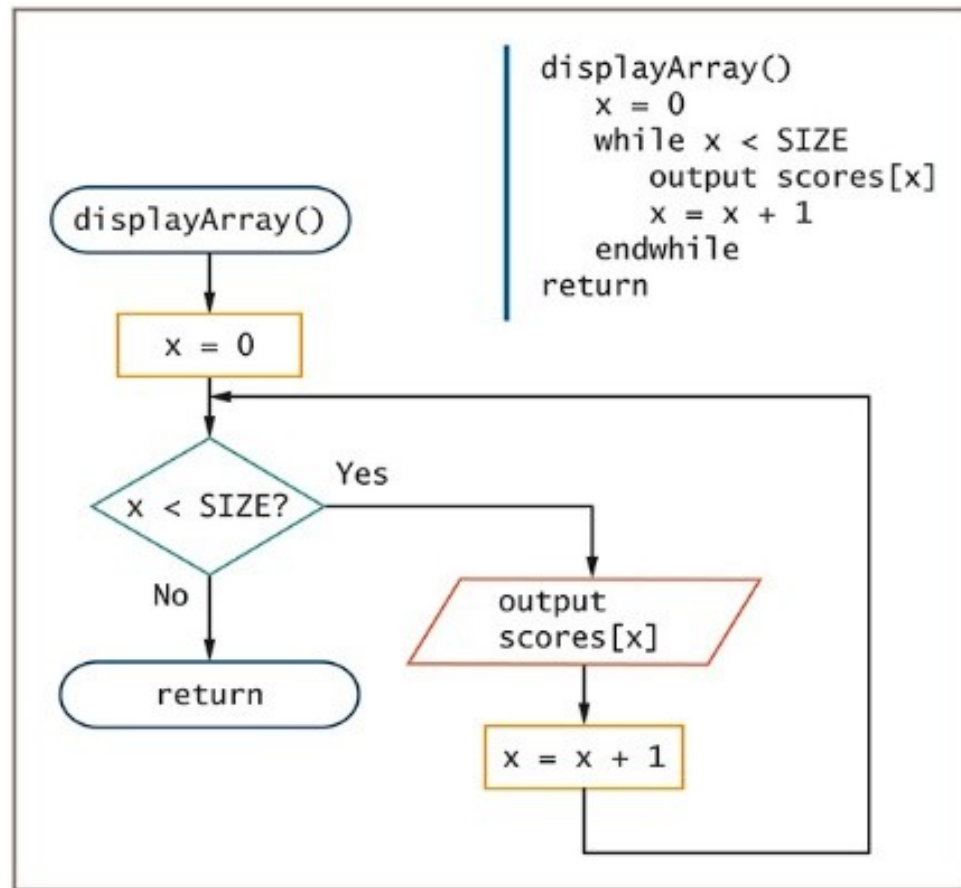 displayArray()
x = 0
while x < SIZE
output scores[x]
x = x + 1
endwhile
return
displayArray()
x = 0
x < SIZE?
Yes
No
output
scores[x]
return
x = x + 1